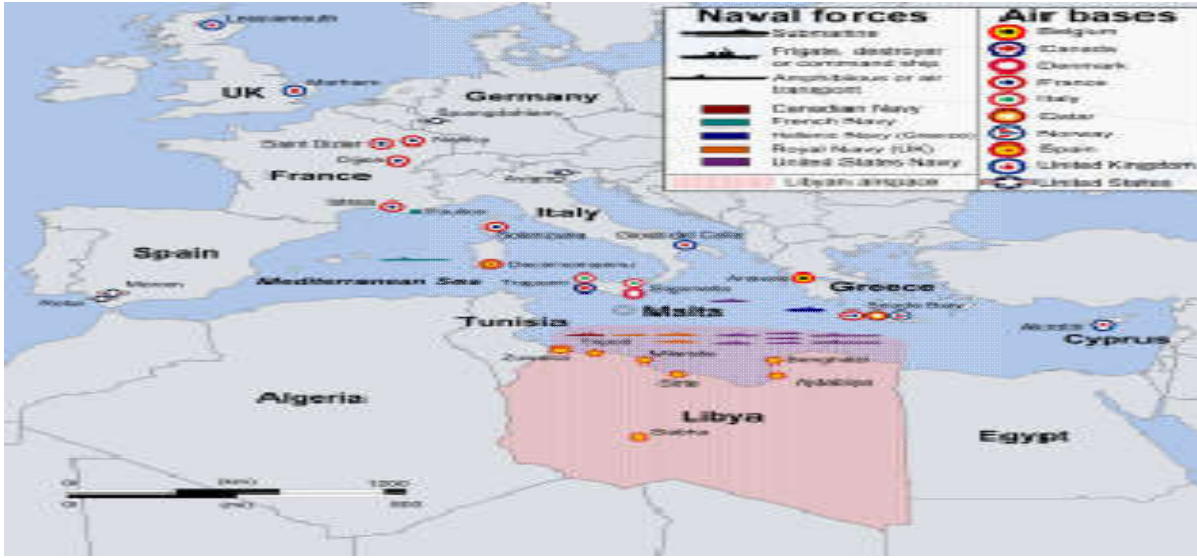 Naval forces
Submarine
Frigate, destroyer
or command ship
Amphibious or air
transport
Canadian Navy
French Navy
Hellenic Navy (Greece)
Royal Navy (UK)
United States Navy
Libyan airspace
Air bases
Belgium
Canada
Denmark
France
Italy
Qatar
Norway
Spain
United Kingdom
United States
Marham
UK
Germany
Spangdahlem
Saint Dizier
Nancy
Dijon
France
Aviano
Istres
Italy
Gioia del Colle
Spain
Moron
Rota
Mediterranean Sea
Decimomannu
Trapani
Sigonella
Araxos
Greece
Souda Bay
Malta
Tunisia
Akrotiri
Cyprus
Zuwarah
Tripoli
Misrata
Sirte
Benghazi
Ajdabiya
Algeria
Libya
Sabha
Egypt
0
1200
0